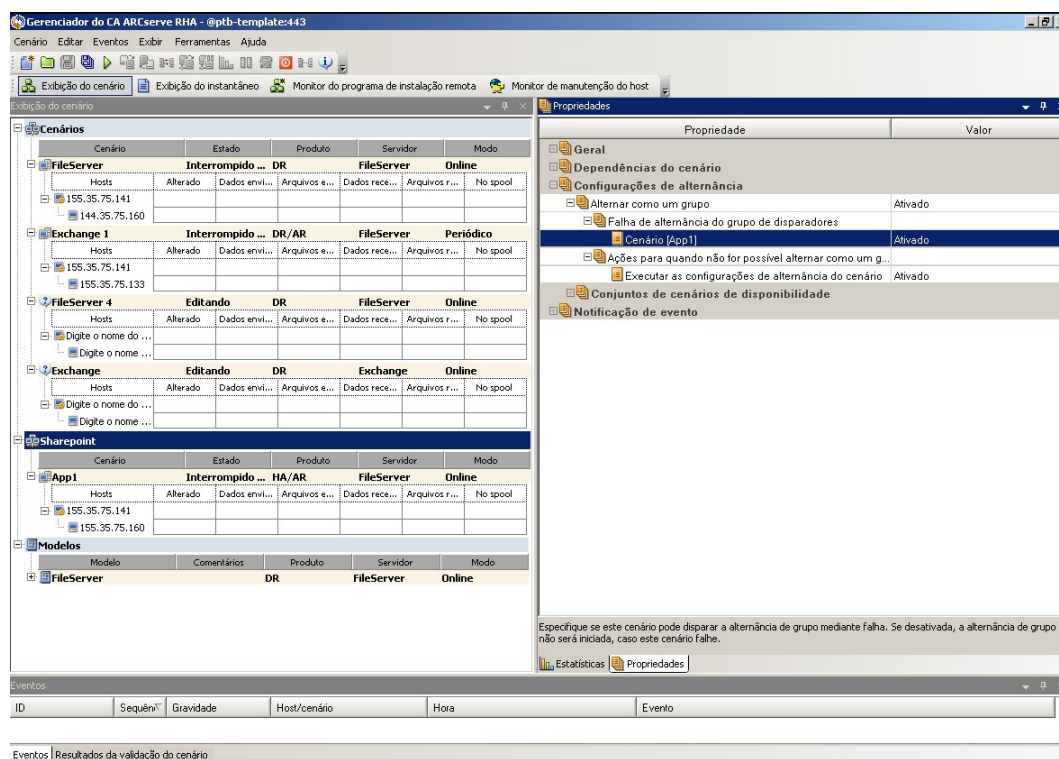 Gerenciador do CA ARCserve RHA - @ptb-template:443
Cenário Editar Eventos Exibir Ferramentas Ajuda
Exibição do cenário Exibição do instantâneo Monitor do programa de instalação remota Monitor de manutenção do host
Exibição do cenário
Cenários
Cenário Estado Produto Servidor Modo
FileServer Interrompido ... DR FileServer Online
Hosts Alterado Dados envi... Arquivos e... Dados rece... Arquivos r... No spool
155.35.75.141
144.35.75.160
Exchange 1 Interrompido ... DR/AR FileServer Periódico
Hosts Alterado Dados envi... Arquivos e... Dados rece... Arquivos r... No spool
155.35.75.141
155.35.75.133
FileServer 4 Editando DR FileServer Online
Hosts Alterado Dados envi... Arquivos e... Dados rece... Arquivos r... No spool
Digite o nome do ...
Digite o nome ...
Exchange Editando DR Exchange Online
Hosts Alterado Dados envi... Arquivos e... Dados rece... Arquivos r... No spool
Digite o nome do ...
Digite o nome ...
Sharepoint
Cenário Estado Produto Servidor Modo
App1 Interrompido ... HA/AR FileServer Online
Hosts Alterado Dados envi... Arquivos e... Dados rece... Arquivos r... No spool
155.35.75.141
155.35.75.160
Modelos
Modelo Comentários Produto Servidor Modo
FileServer DR FileServer Online
Propriedades
Propriedade Valor
Geral
Dependências do cenário
Configurações de alternância
Alternar como um grupo Ativado
Falha de alternância do grupo de disparadores
Cenário [App1] Ativado
Ações para quando não for possível alternar como um g...
Executar as configurações de alternância do cenário Ativado
Conjuntos de cenários de disponibilidade
Notificação de evento
Especifique se este cenário pode disparar a alternância de grupo mediante falha. Se desativada, a alternância de grupo
não será iniciada, caso este cenário falhe.
Estatísticas Propriedades
Eventos
ID Sequên Gravidade Host/cenário Hora Evento
Eventos Resultados da validação do cenário